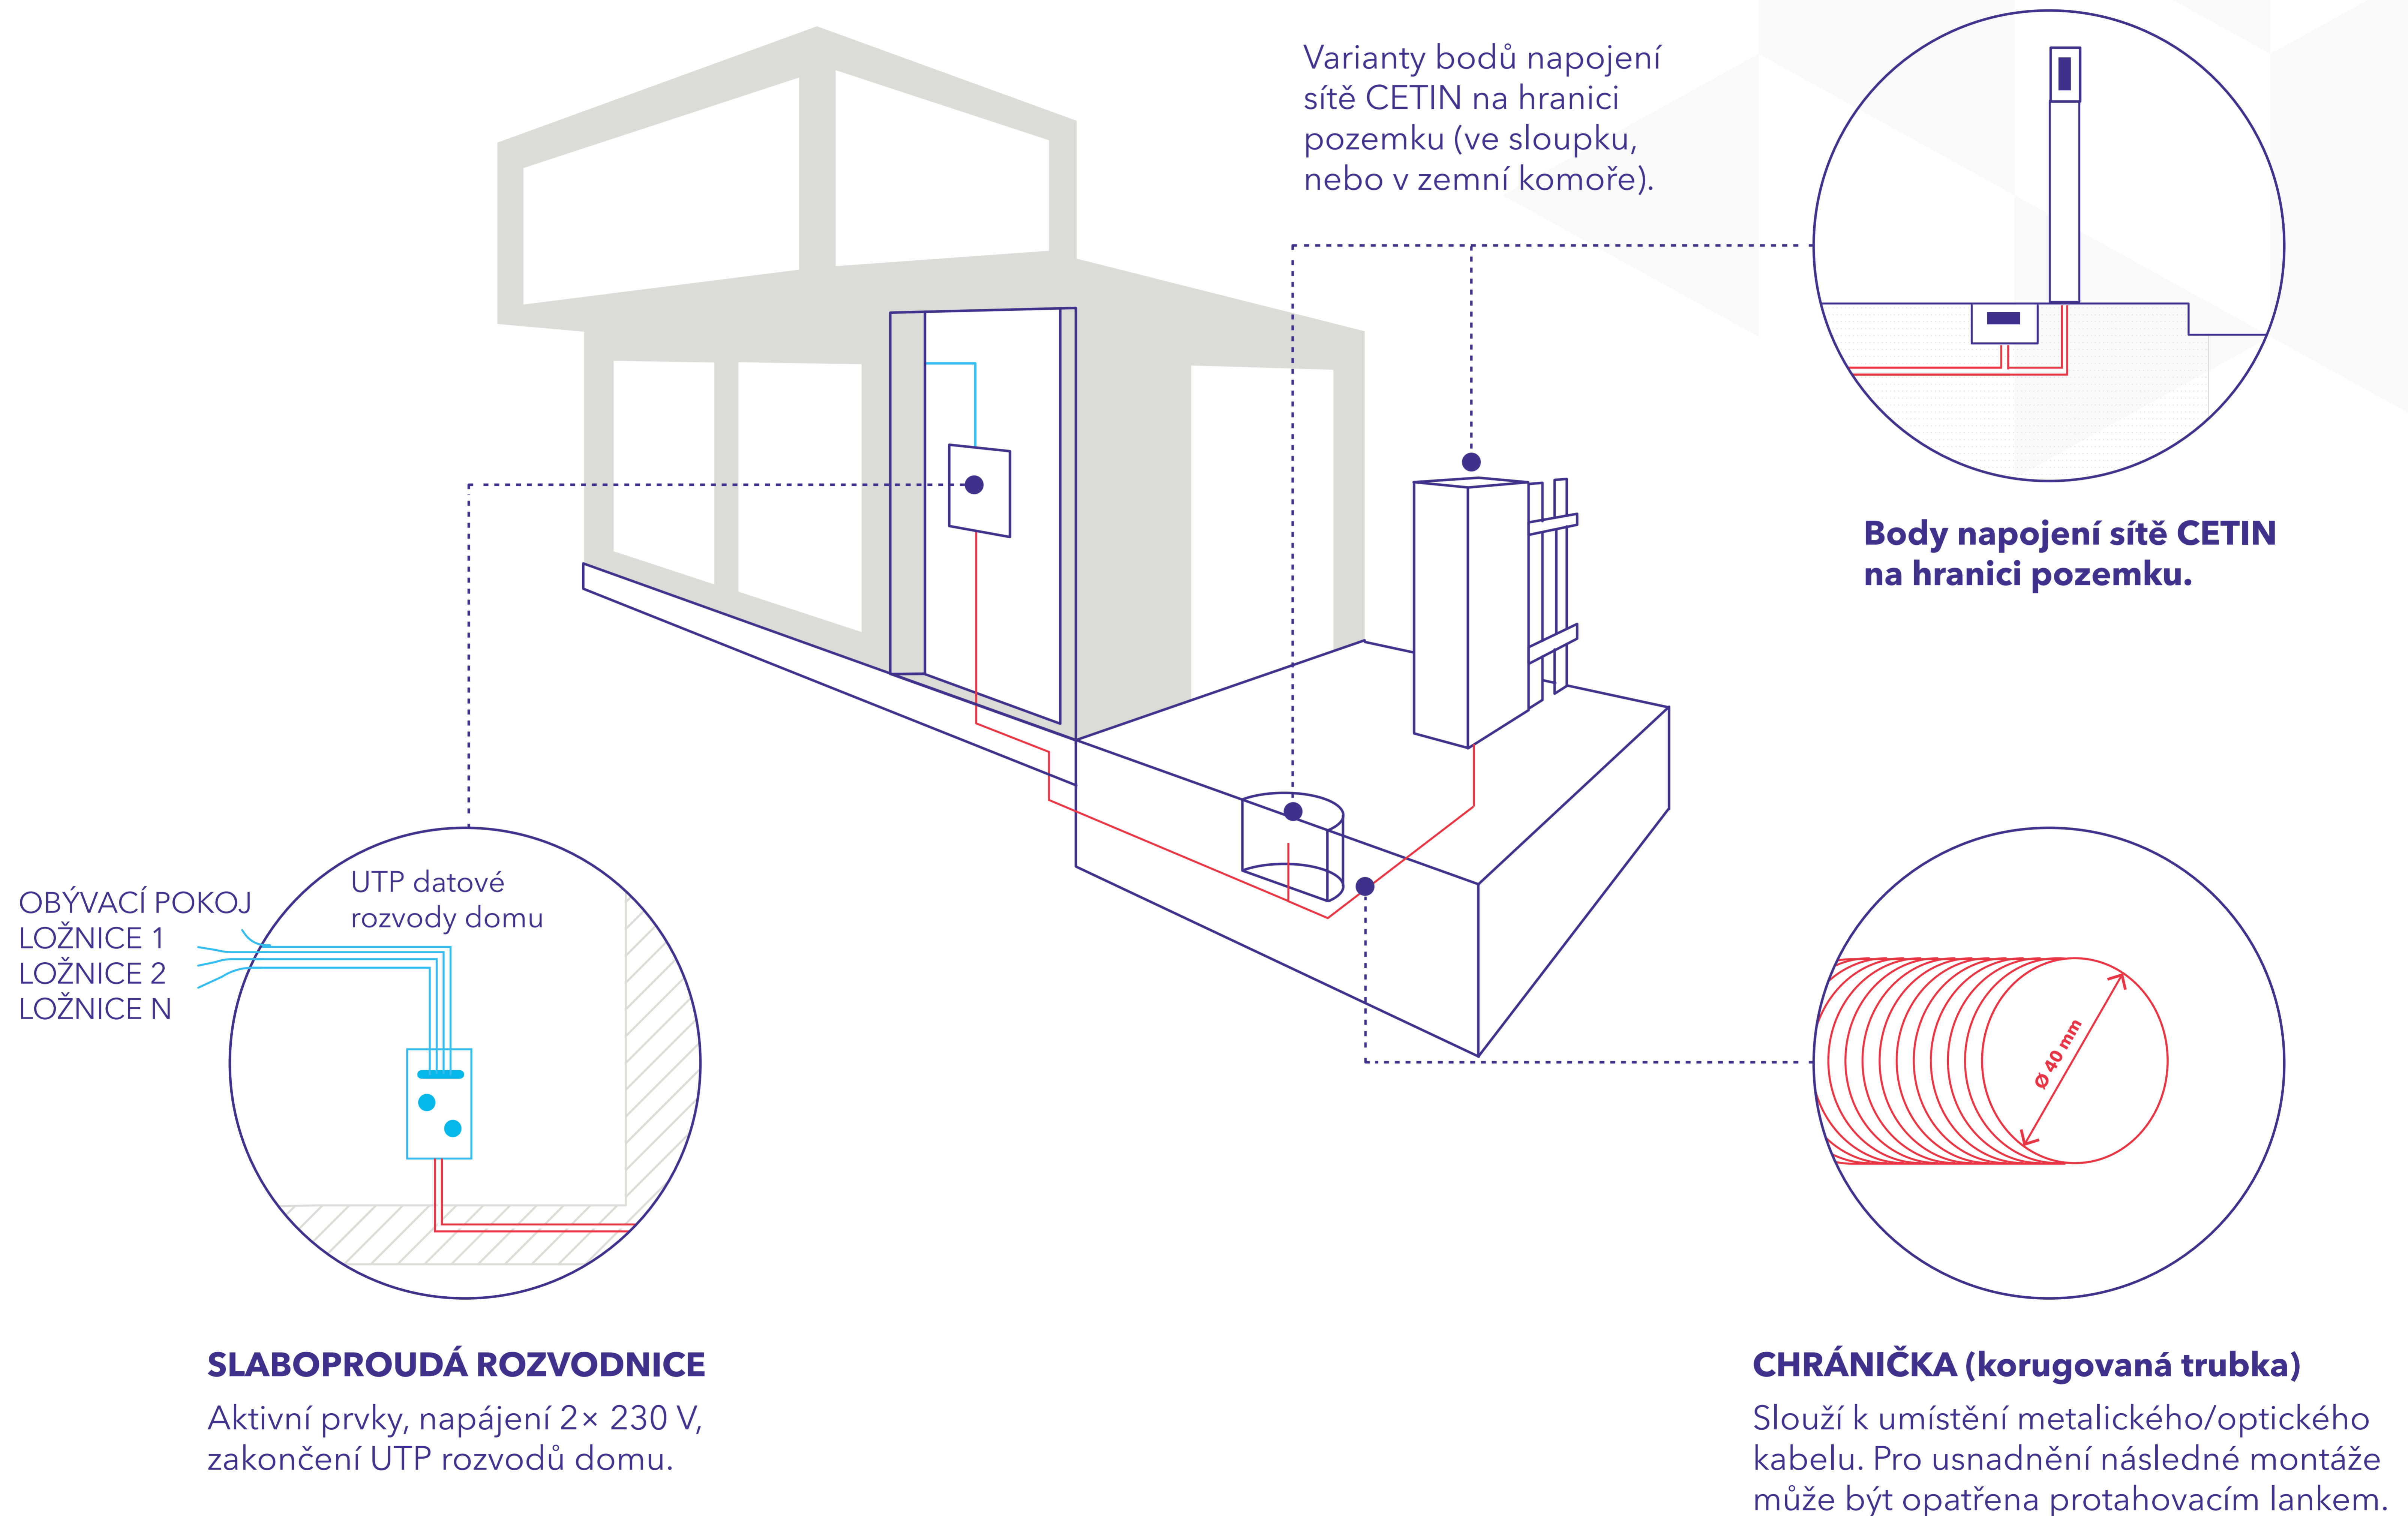 Varianty bodů napojení
sítě CETIN na hranici
pozemku (ve sloupku,
nebo v zemní komoře).
Body napojení sítě CETIN
na hranici pozemku.
UTP datové
rozvody domu
OBÝVACÍ POKOJ
LOŽNICE 1
LOŽNICE 2
LOŽNICE N
Ø 40 mm
SLABOPROUDÁ ROZVODNICE
Aktivní prvky, napájení 2× 230 V,
zakončení UTP rozvodů domu.
CHRÁNIČKA (korugovaná trubka)
Slouží k umístění metalického/optického
kabelu. Pro usnadnění následné montáže
může být opatřena protahovacím lankem.